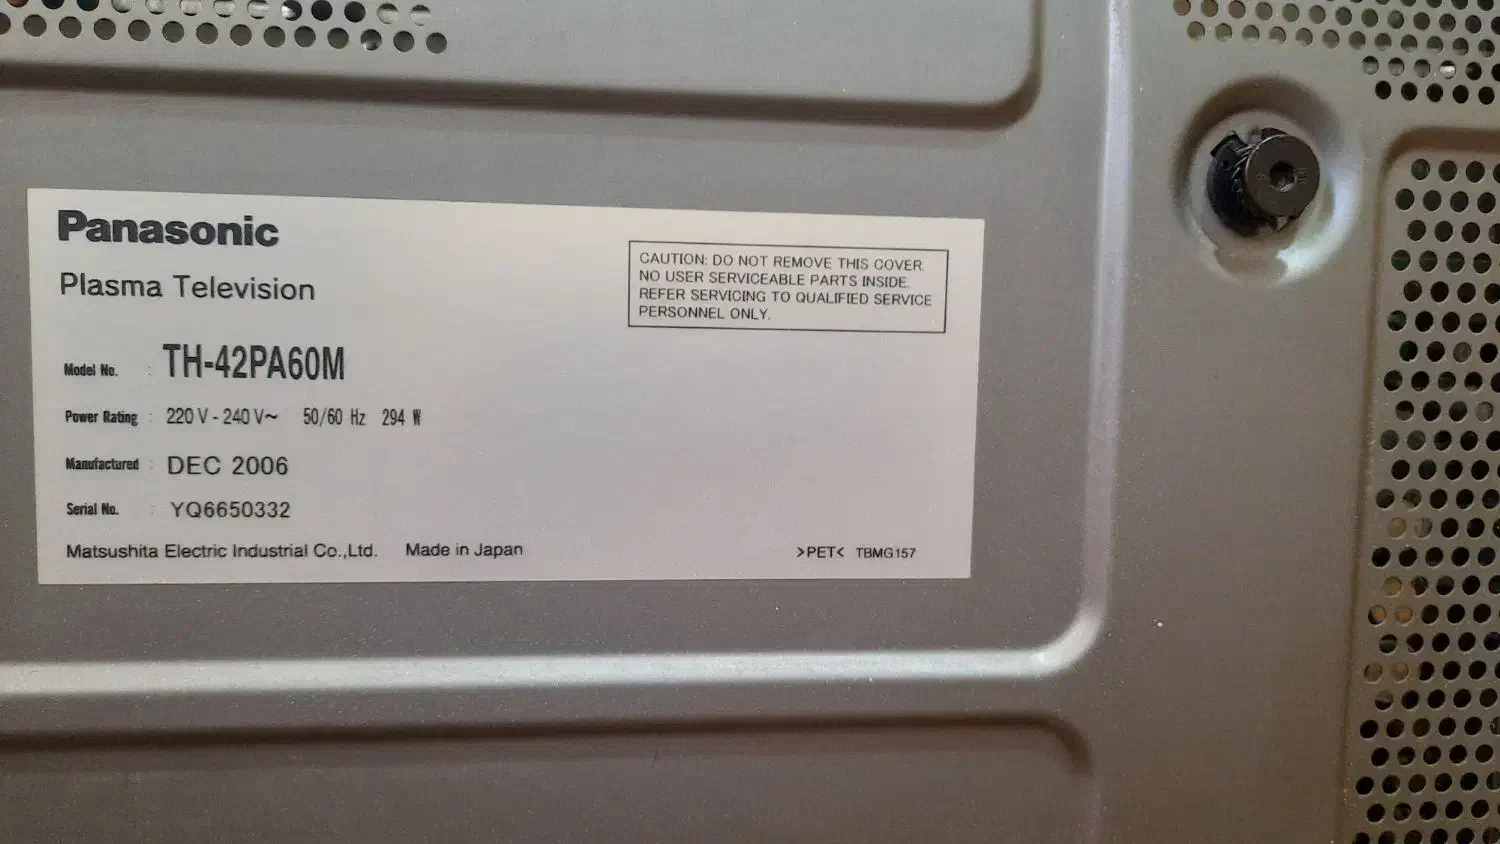 Panasonic
Plasma Television
CAUTION: DO NOT REMOVE THIS COVER.
NO USER SERVICEABLE PARTS INSIDE.
REFER SERVICING TO QUALIFIED SERVICE
PERSONNEL ONLY.
Model No. : TH-42PA60M
Power Rating : 220 V - 240 V~ 50/60 Hz 294 W
Manufactured : DEC 2006
Serial No. : YQ6650332
Matsushita Electric Industrial Co.,Ltd. Made in Japan
>PET< TBMG157